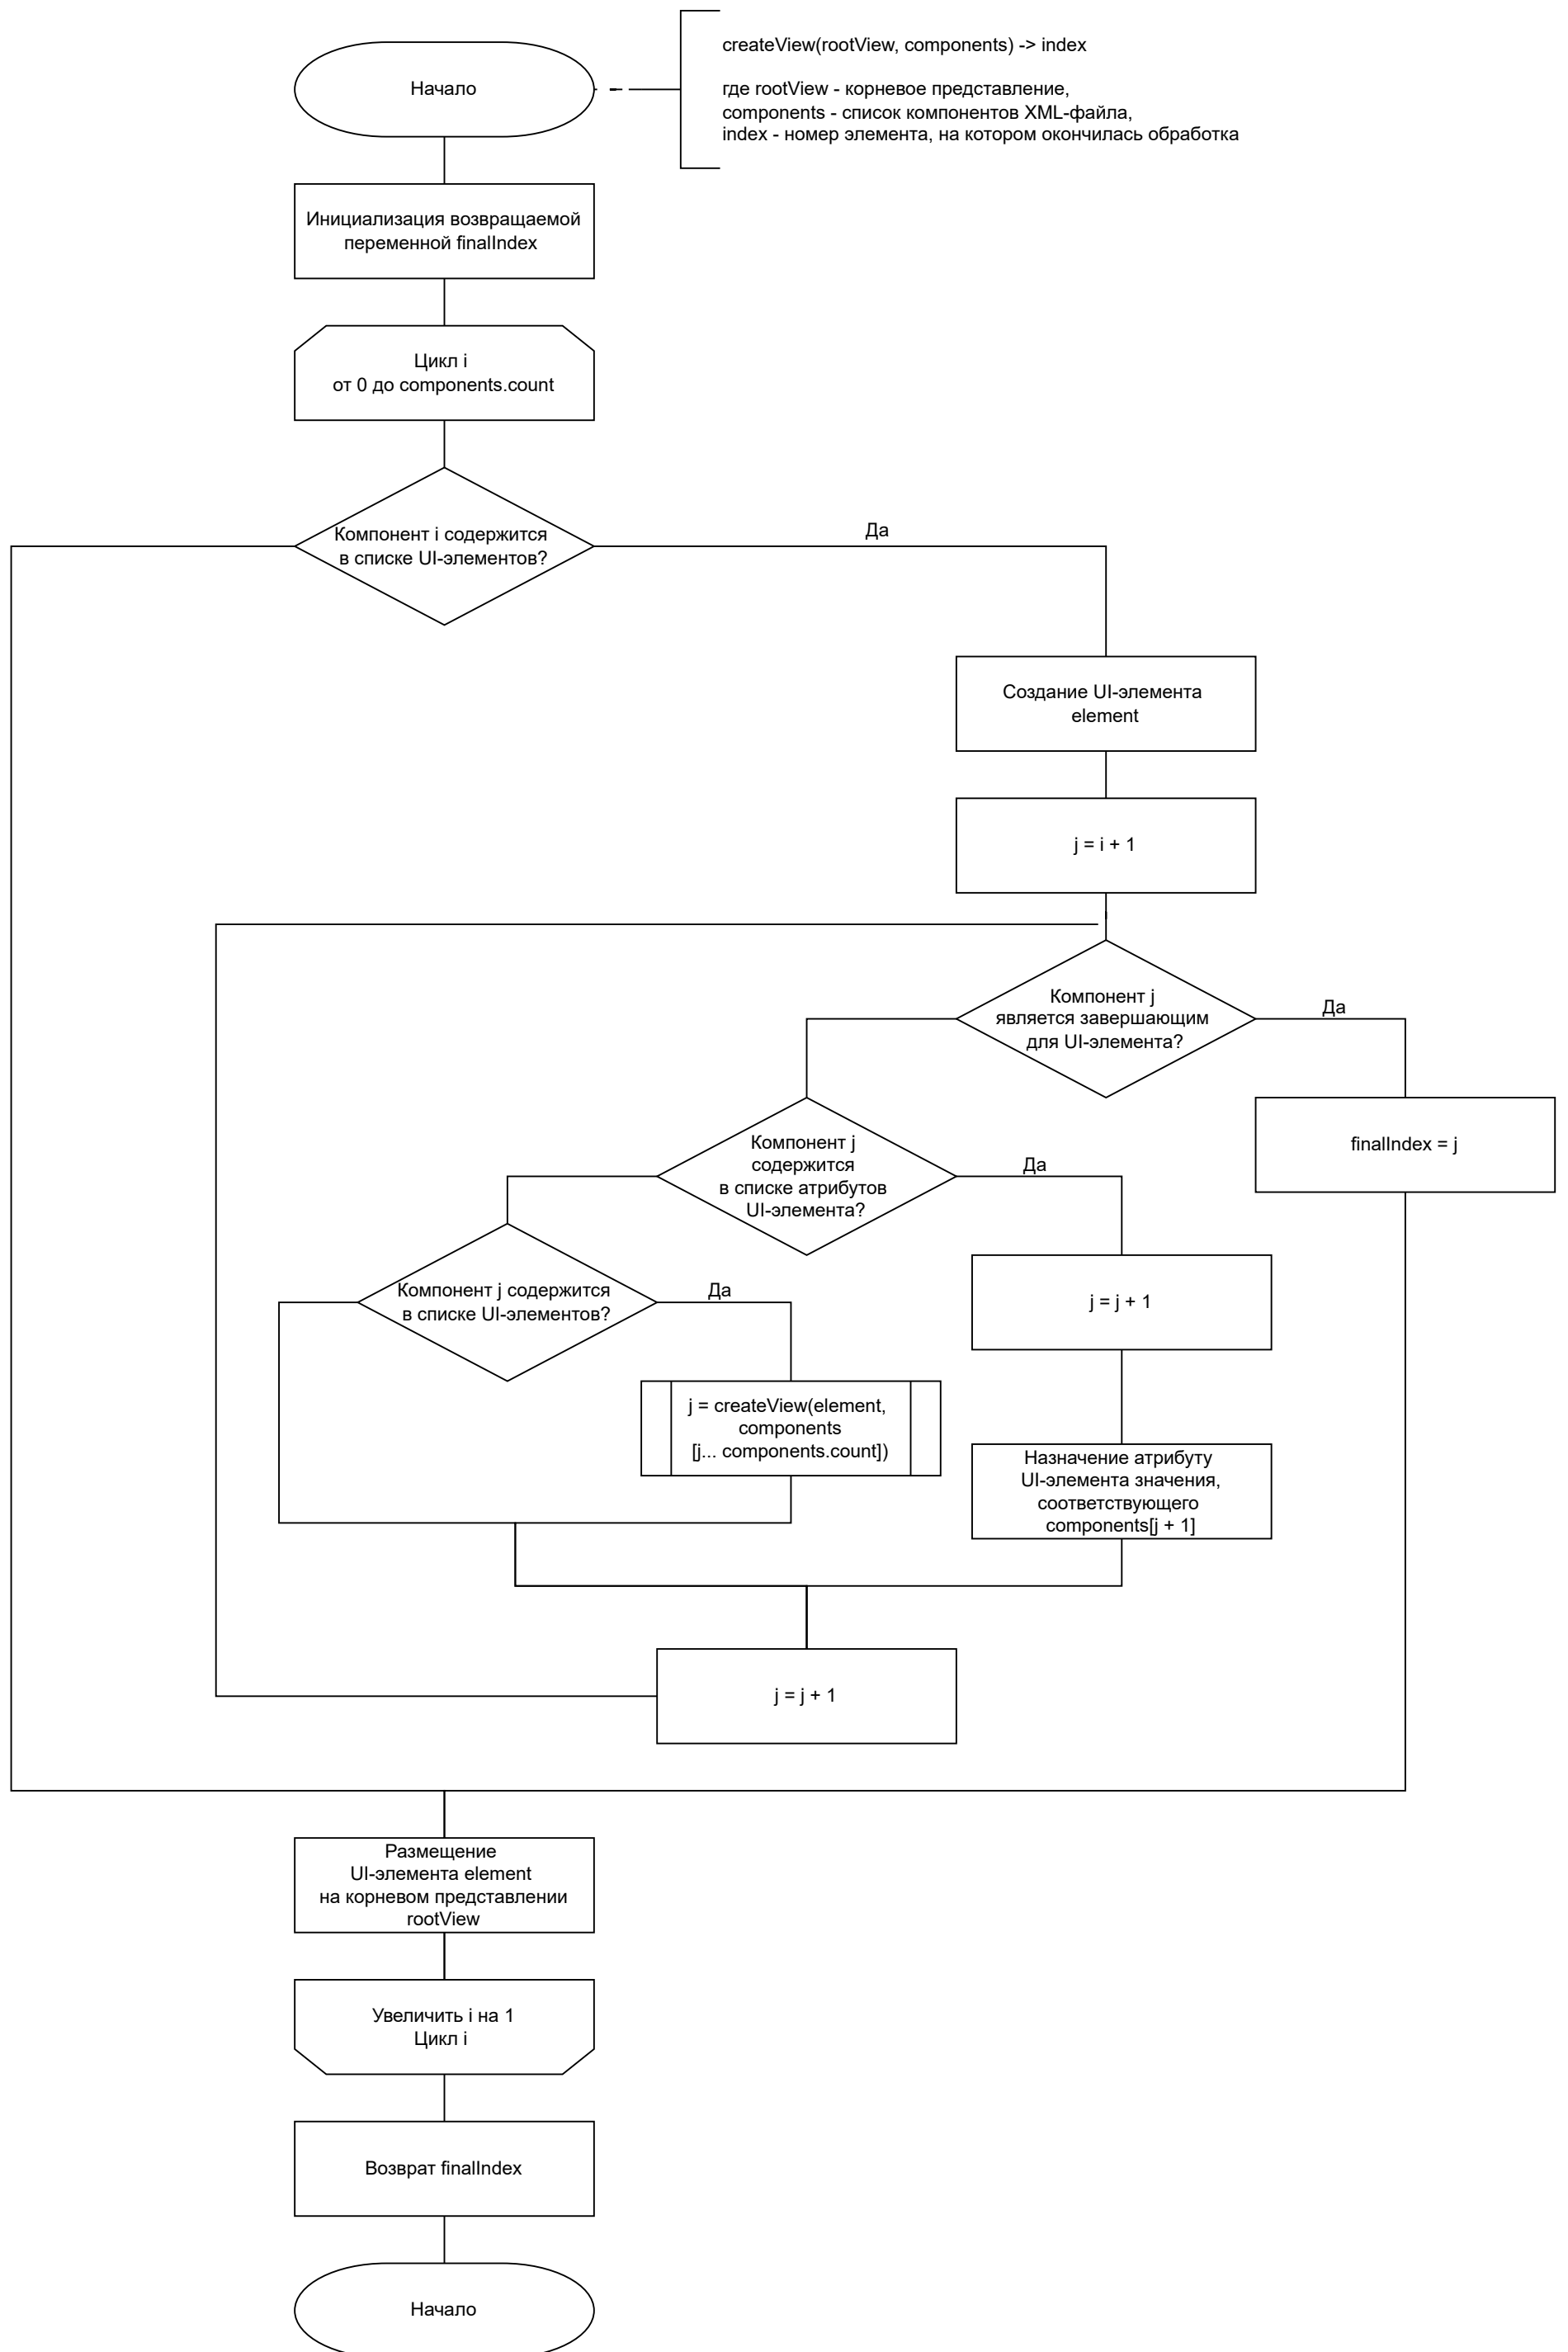 Начало
createView(rootView, components) -> index
где rootView - корневое представление,
components - список компонентов XML-файла,
index - номер элемента, на котором окончилась обработка
Инициализация возвращаемой
переменной finalIndex
Цикл i
от 0 до components.count
Компонент i содержится
в списке UI-элементов?
Да
Создание UI-элемента
element
j = i + 1
Компонент j
является завершающим
для UI-элемента?
Да
finalIndex = j
Компонент j
содержится
в списке атрибутов
UI-элемента?
Да
j = j + 1
Компонент j содержится
в списке UI-элементов?
Да
j = createView(element,
components
[j... components.count])
Назначение атрибуту
UI-элемента значения,
соответствующего
components[j + 1]
j = j + 1
Размещение
UI-элемента element
на корневом представлении
rootView
Увеличить i на 1
Цикл i
Возврат finalIndex
Начало